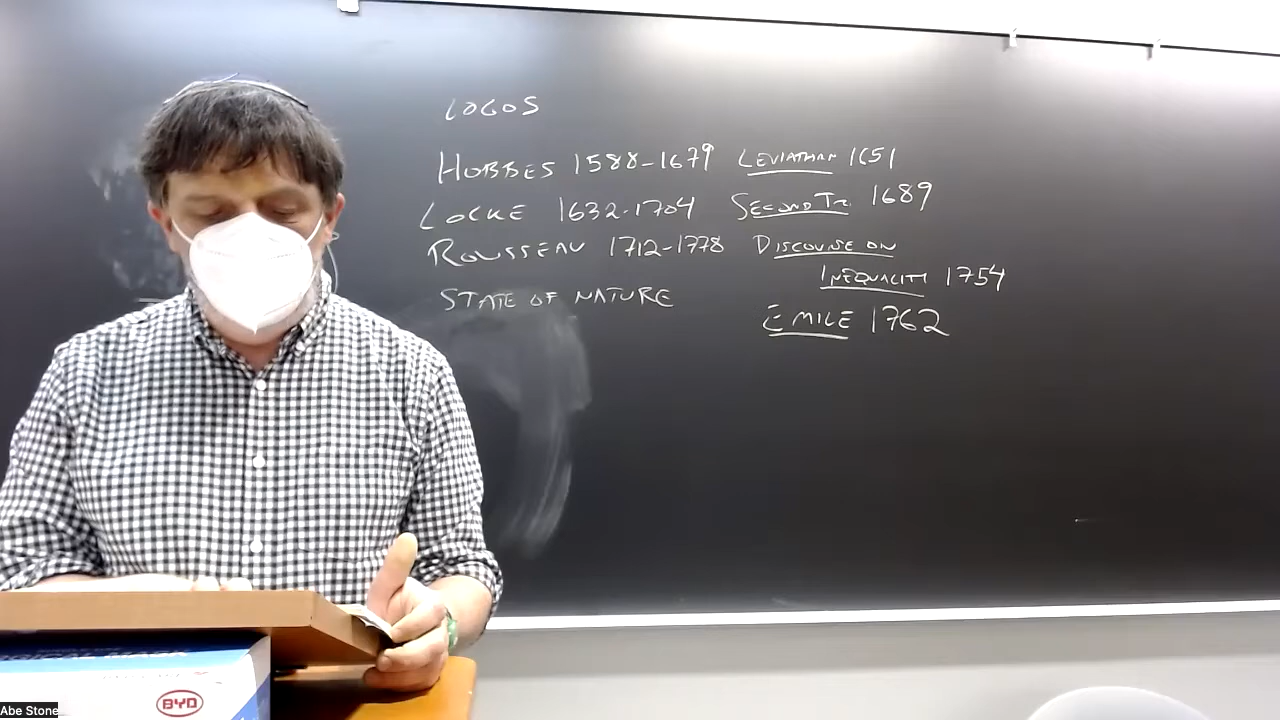 LOGOS
HOBBES 1588-1679 LEVIATHAN 1651
LOCKE 1632-1704 SECOND TR. 1689
ROUSSEAU 1712-1778 DISCOURSE ON
INEQUALITY 1754
STATE OF NATURE
ÉMILE 1762
BYD
Abe Stone